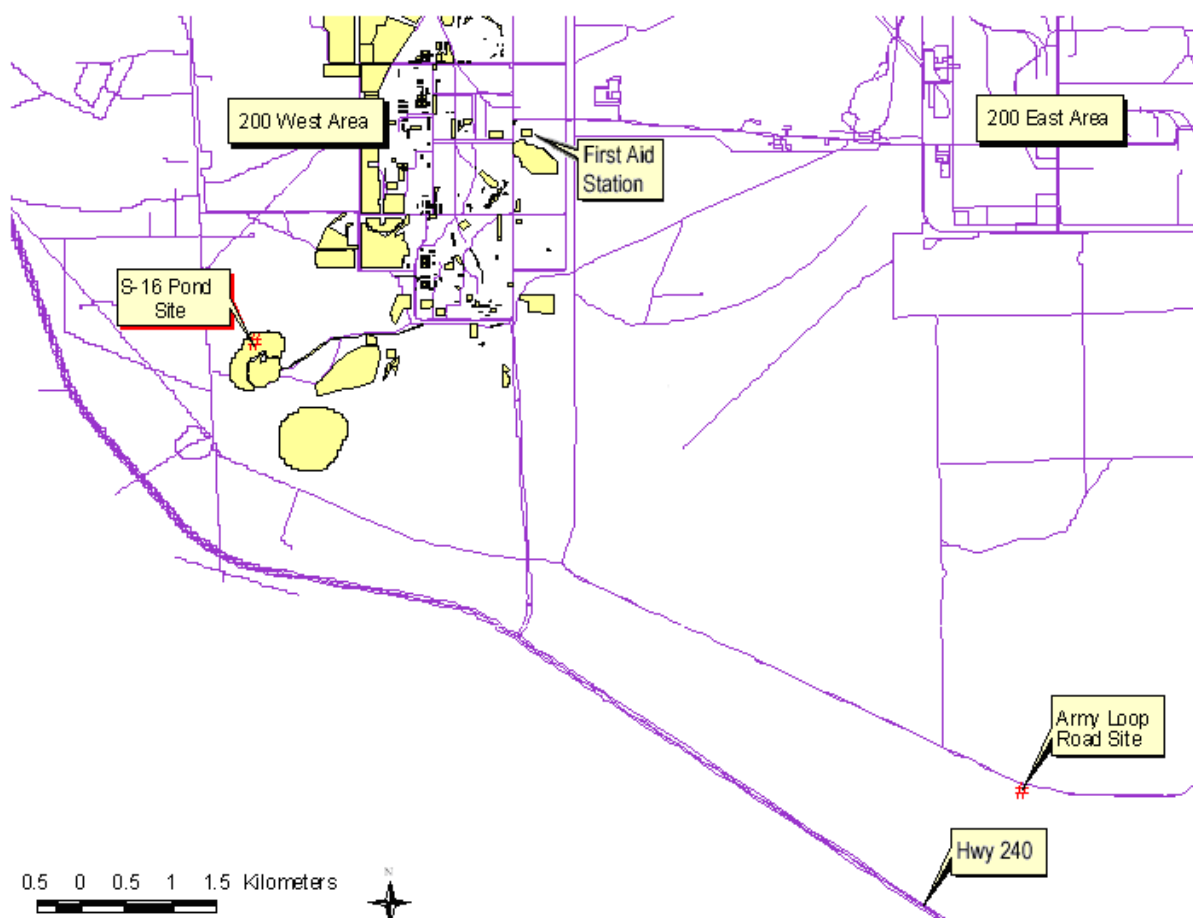 200 West Area
200 East Area
First Aid
Station
S-16 Pond
Site
Army Loop
Road Site
Hwy 240
0.5 0 0.5 1 1.5 Kilometers
N
#
#